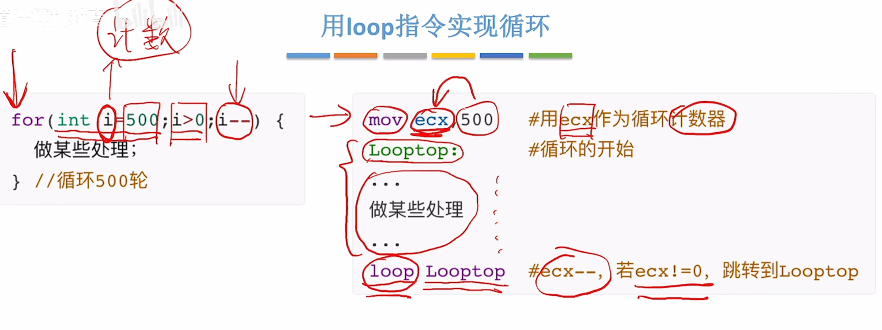 用loop指令实现循环
计数
for(int i=500;i>0;i--) {
做某些处理;
} //循环500轮
mov ecx,500 #用ecx作为循环计数器
Looptop: #循环的开始
...
做某些处理
...
loop Looptop #ecx--, 若ecx!=0, 跳转到Looptop